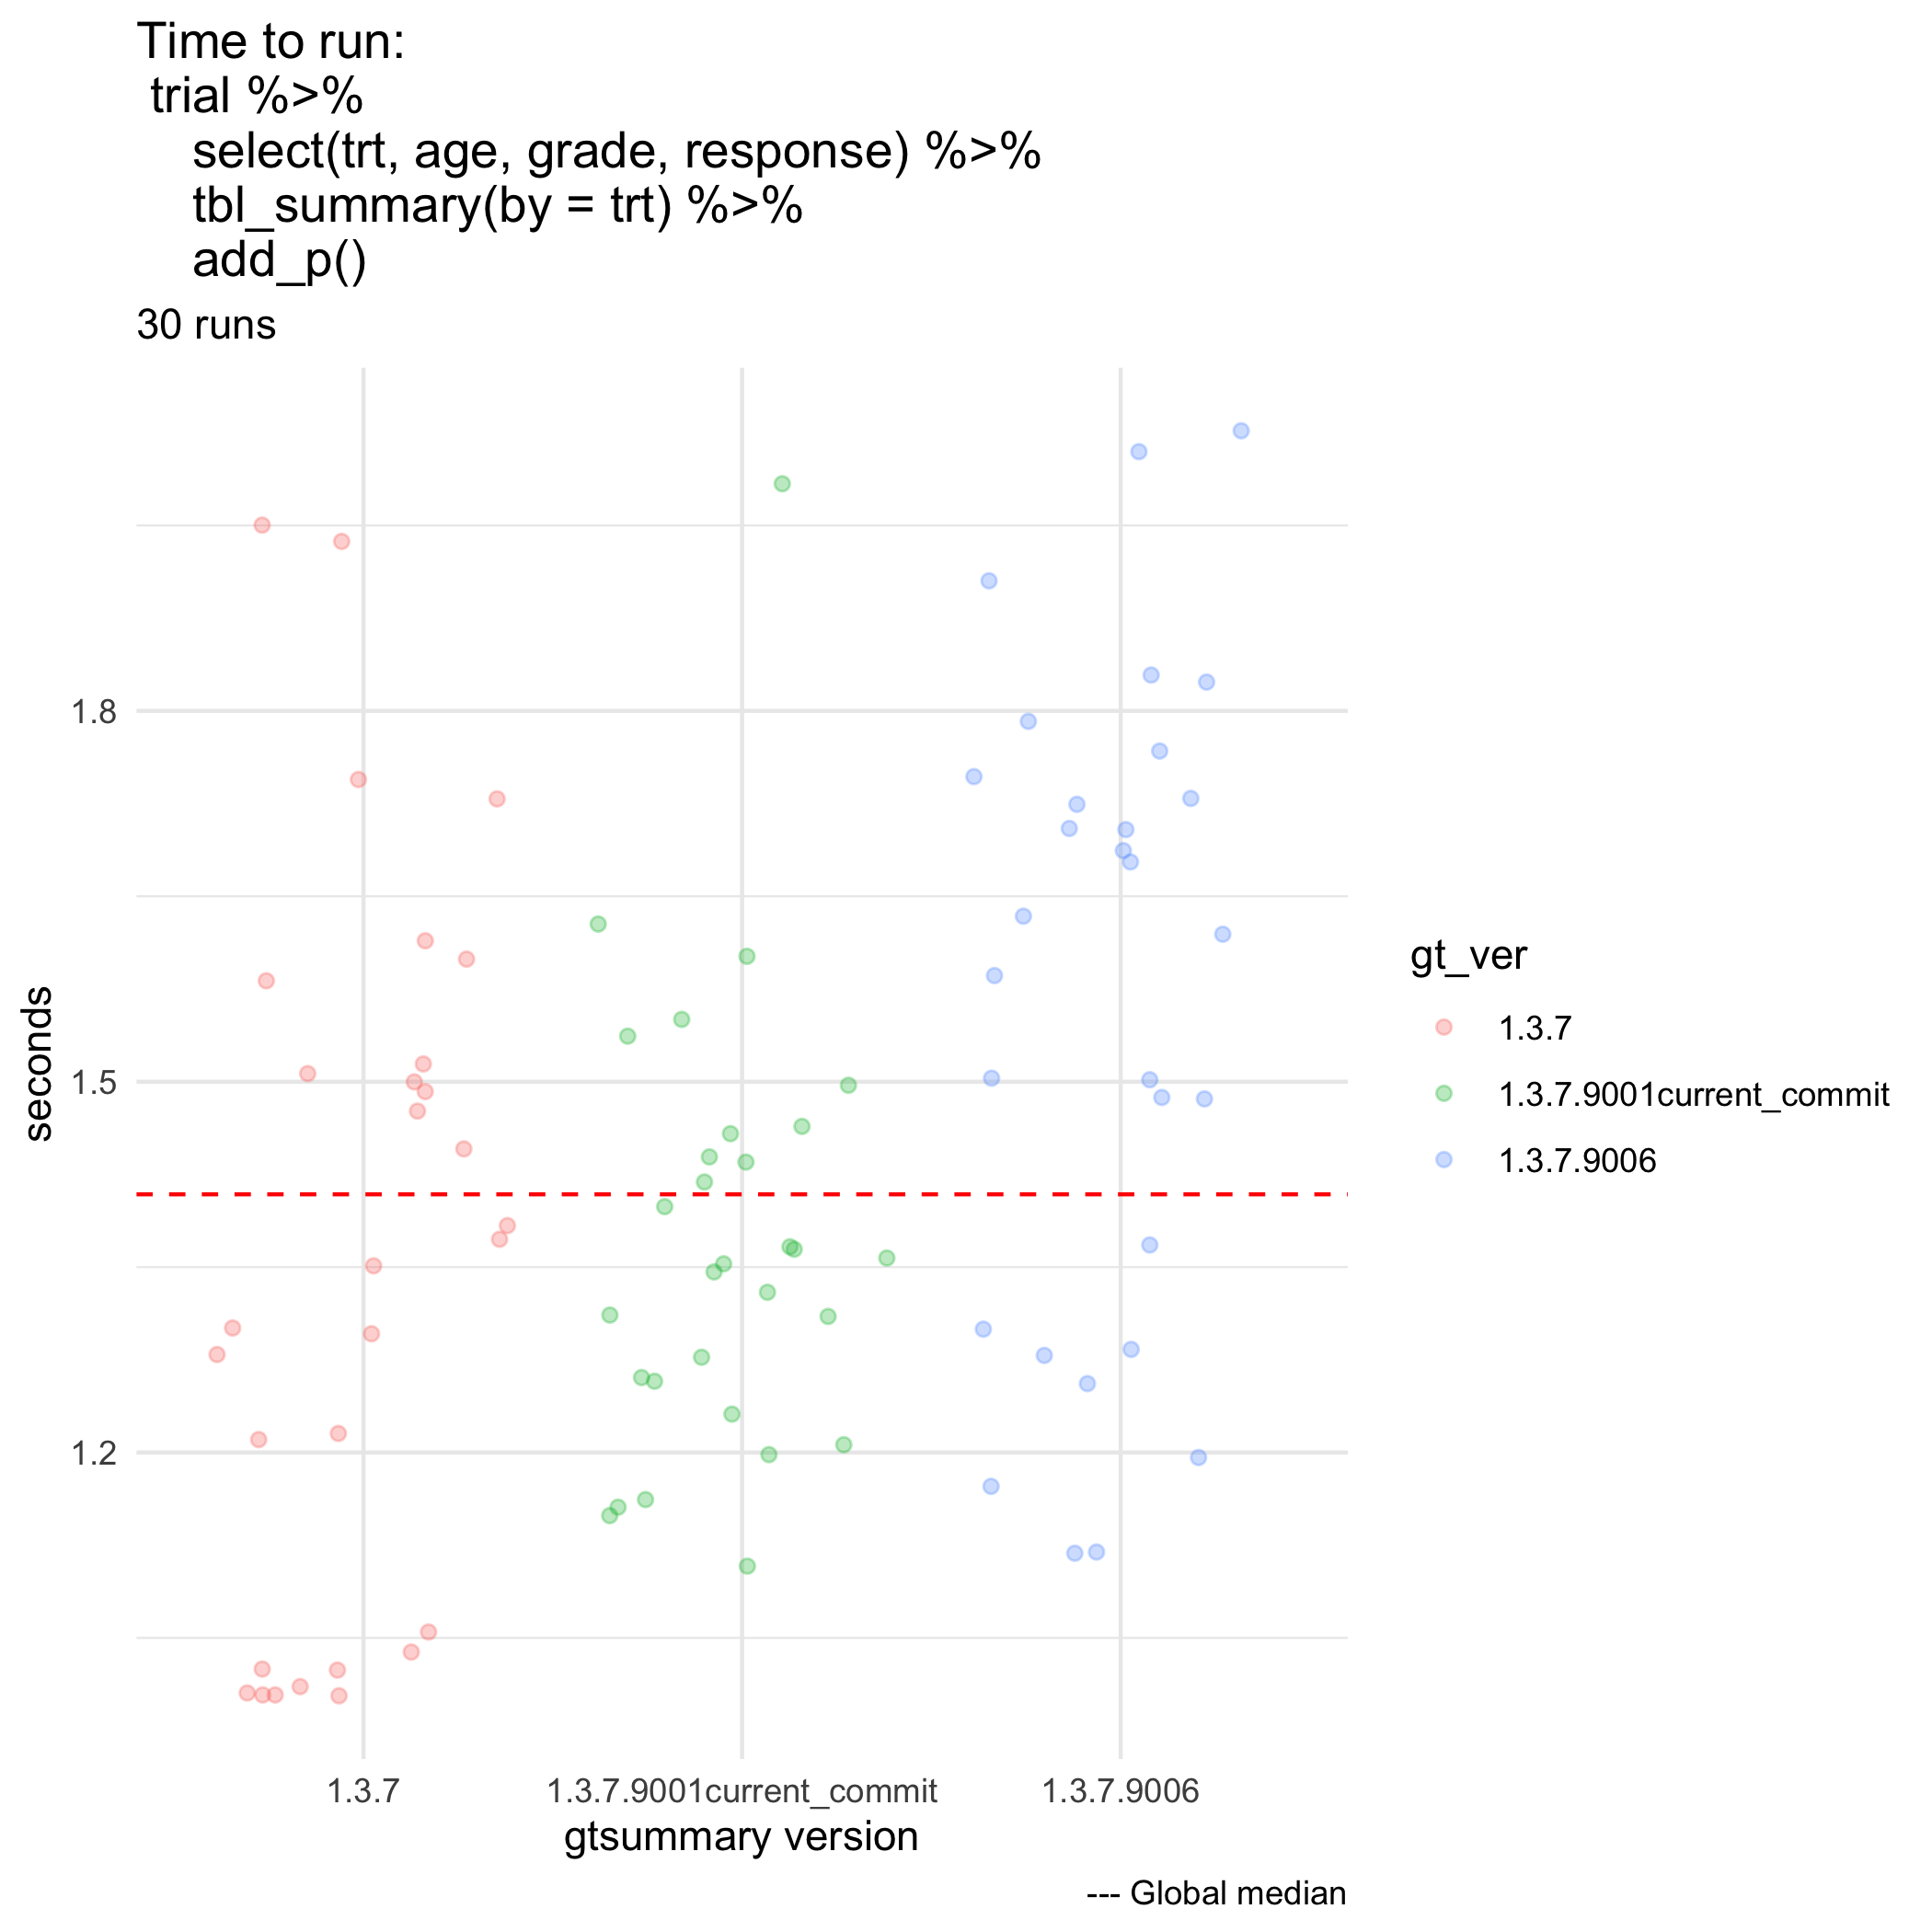 Time to run:
trial %>%
select(trt, age, grade, response) %>%
tbl_summary(by = trt) %>%
add_p()
30 runs
1.8
1.5
1.2
seconds
1.3.7
1.3.7.9001current_commit
1.3.7.9006
gtsummary version
--- Global median
gt_ver
1.3.7
1.3.7.9001current_commit
1.3.7.9006